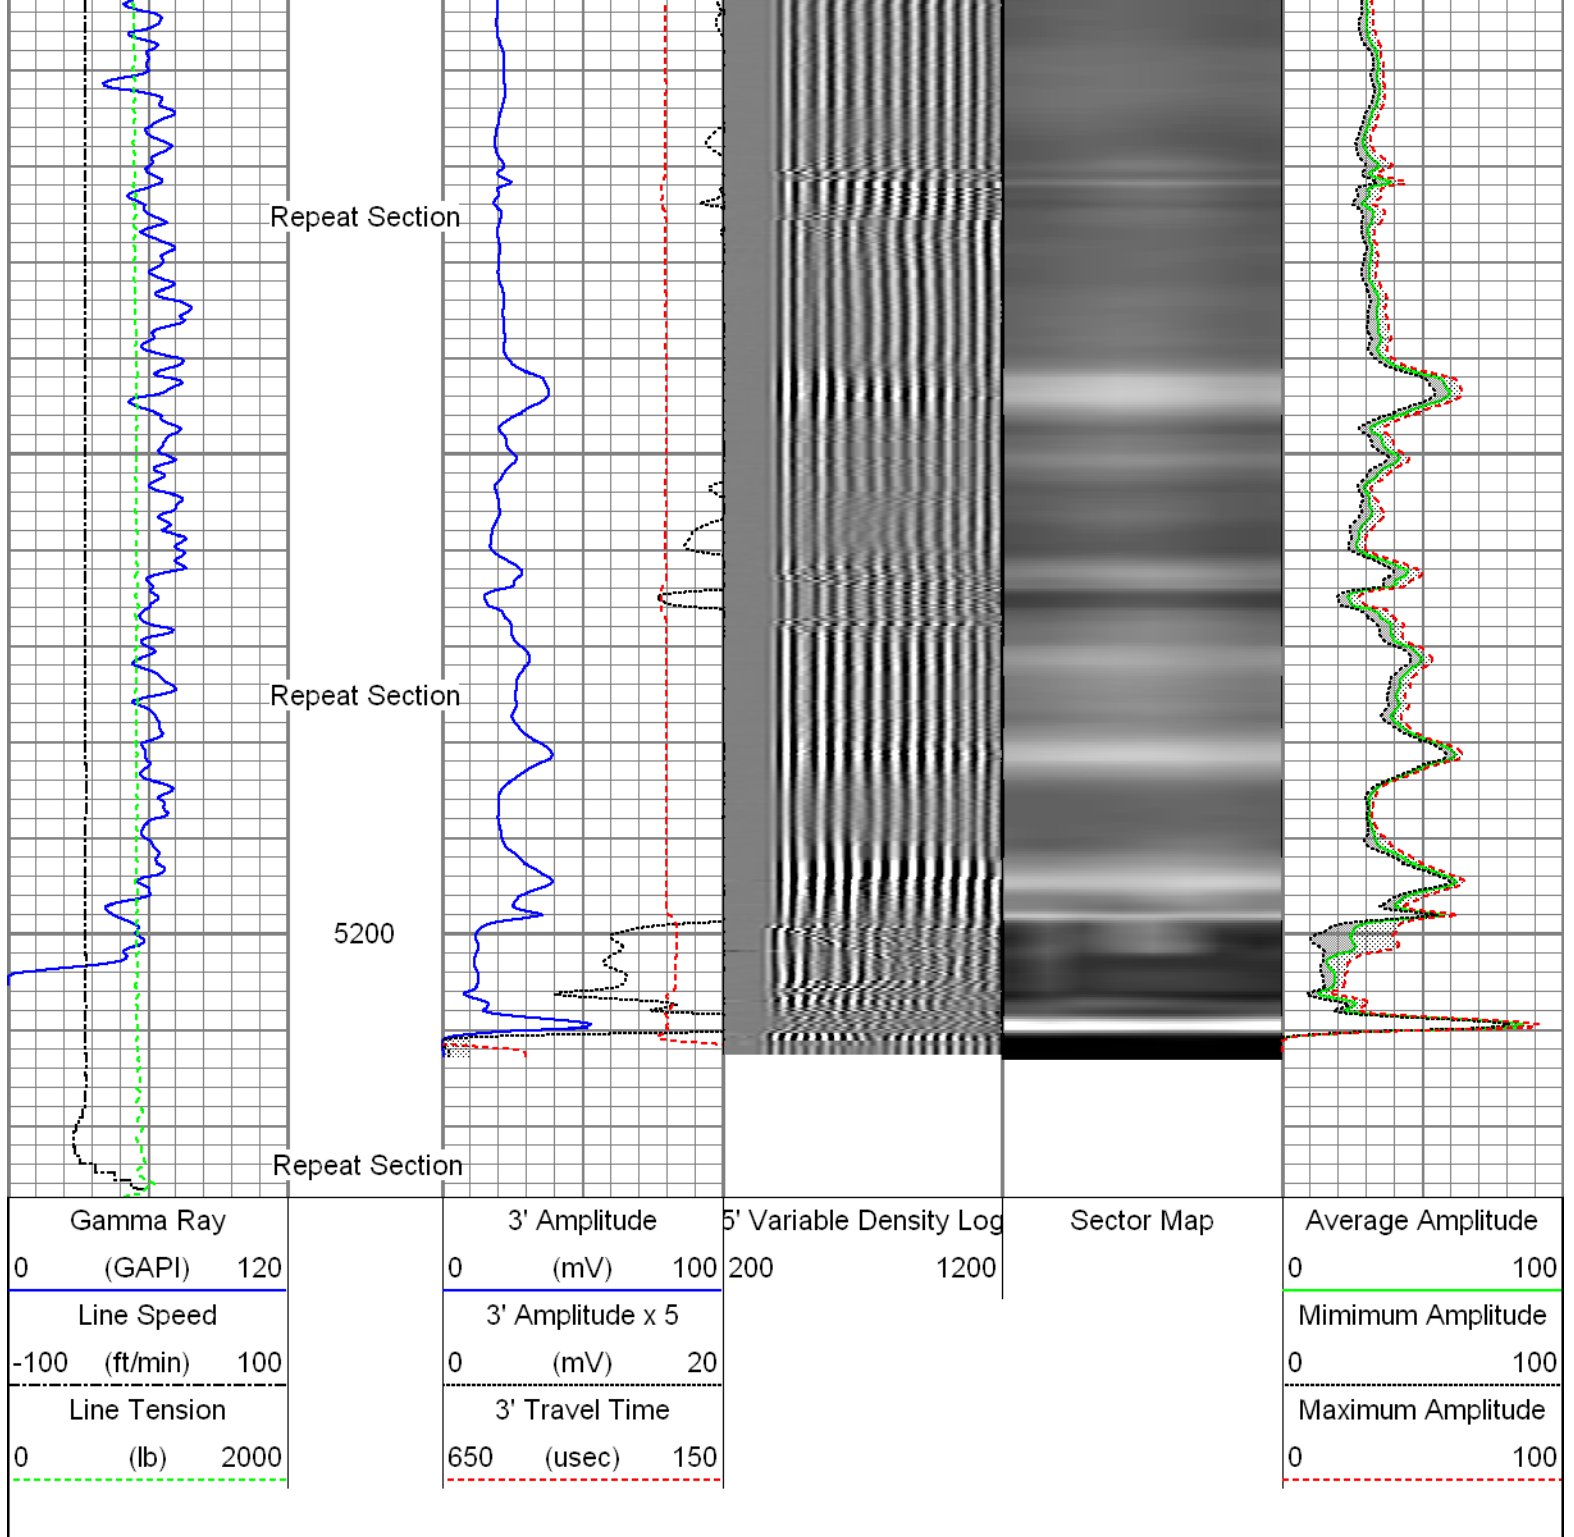 Repeat Section
Repeat Section
5200
Repeat Section
Gamma Ray
0 (GAPI) 120
Line Speed
-100 (ft/min) 100
Line Tension
0 (lb) 2000
3' Amplitude
0 (mV) 100
3' Amplitude x 5
0 (mV) 20
3' Travel Time
650 (usec) 150
5' Variable Density Log
200 1200
Sector Map
Average Amplitude
0 100
Mimimum Amplitude
0 100
Maximum Amplitude
0 100